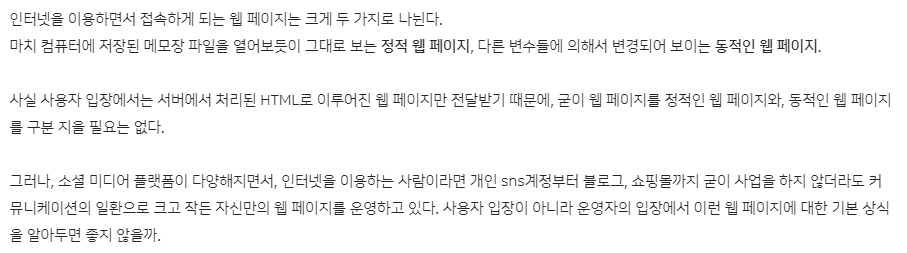 인터넷을 이용하면서 접속하게 되는 웹 페이지는 크게 두 가지로 나뉜다.
마치 컴퓨터에 저장된 메모장 파일을 열어보듯이 그대로 보는 정적 웹 페이지, 다른 변수들에 의해서 변경되어 보이는 동적인 웹 페이지.
사실 사용자 입장에서는 서버에서 처리된 HTML로 이루어진 웹 페이지만 전달받기 때문에, 굳이 웹 페이지를 정적인 웹 페이지와, 동적인 웹 페이지
를 구분 지을 필요는 없다.
그러나, 소셜 미디어 플랫폼이 다양해지면서, 인터넷을 이용하는 사람이라면 개인 sns계정부터 블로그, 쇼핑몰까지 굳이 사업을 하지 않더라도 커
뮤니케이션의 일환으로 크고 작든 자신만의 웹 페이지를 운영하고 있다. 사용자 입장이 아니라 운영자의 입장에서 이런 웹 페이지에 대한 기본 상식
을 알아두면 좋지 않을까.